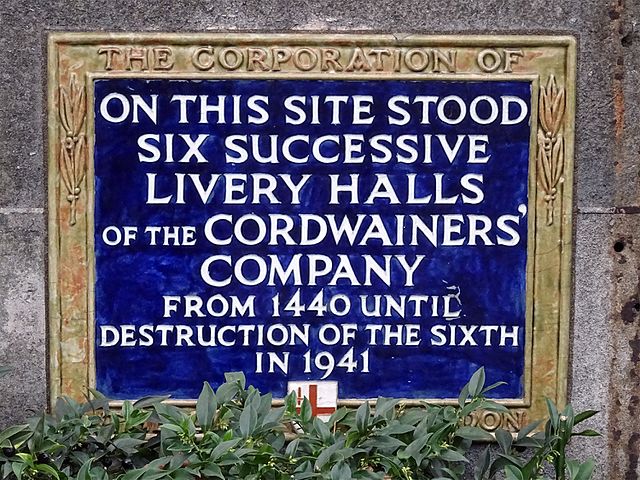 THE CORPORATION OF
ON THIS SITE STOOD
SIX SUCCESSIVE
LIVERY HALLS
OF THE CORDWAINERS'
COMPANY
FROM 1440 UNTIL
DESTRUCTION OF THE SIXTH
IN 1941